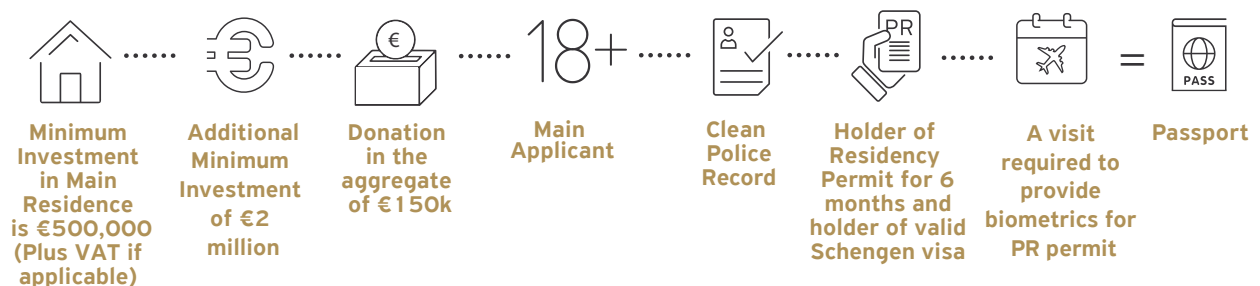 €
18+
PR
PASS
Minimum
Investment
in Main
Residence
is €500,000
(Plus VAT if
applicable)
Additional
Minimum
Investment
of €2
million
Donation
in the
aggregate
of €150k
Main
Applicant
Clean
Police
Record
Holder of
Residency
Permit for 6
months and
holder of valid
Schengen visa
A visit
required to
provide
biometrics for
PR permit
=
Passport